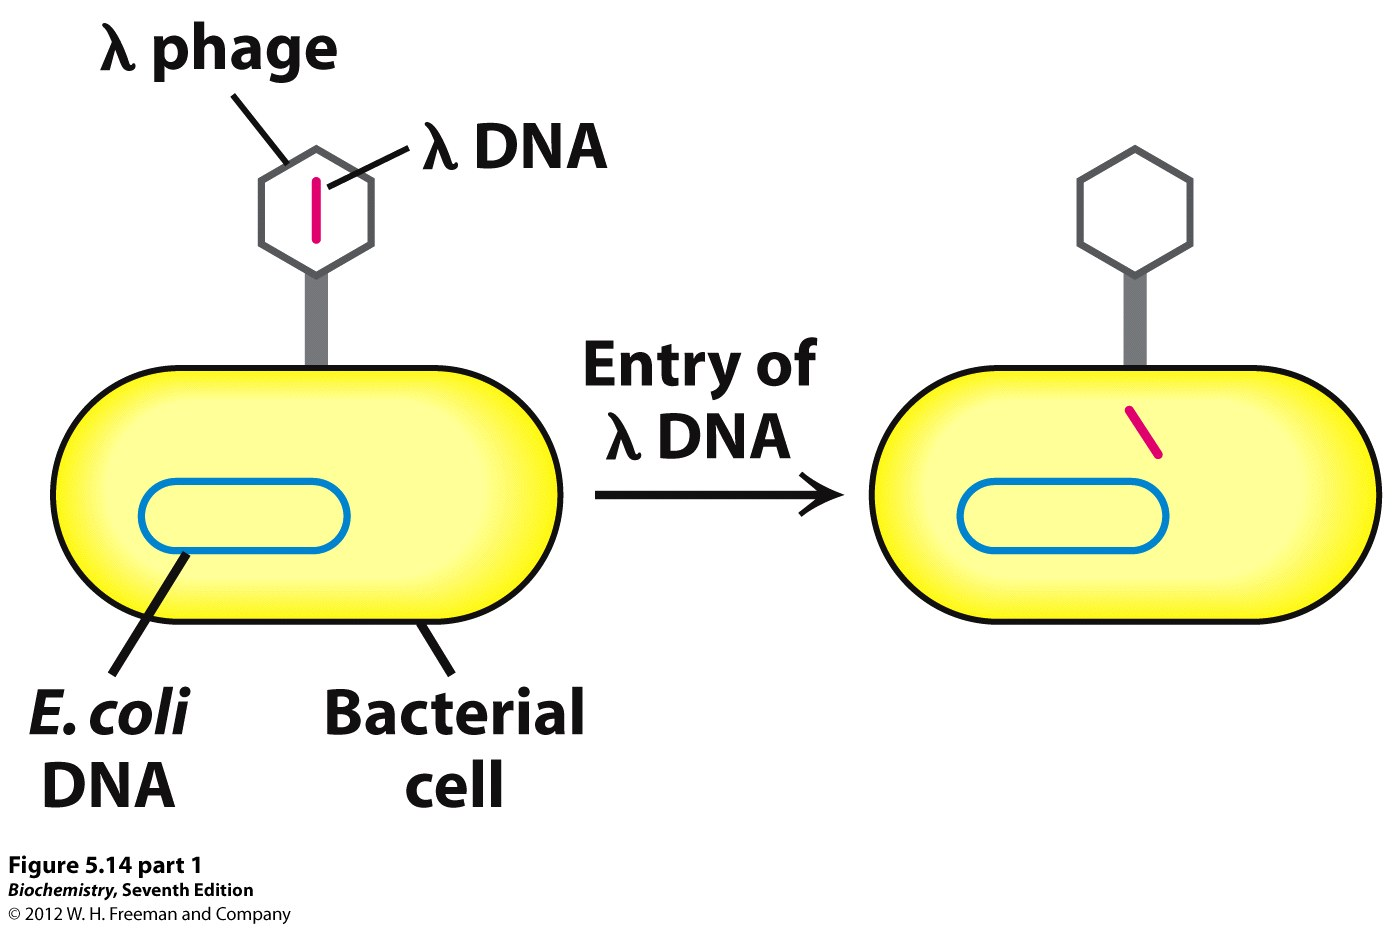 λ phage
λ DNA
Entry of
λ DNA
E. coli
DNA
Bacterial
cell
Figure 5.14 part 1
Biochemistry, Seventh Edition
© 2012 W. H. Freeman and Company